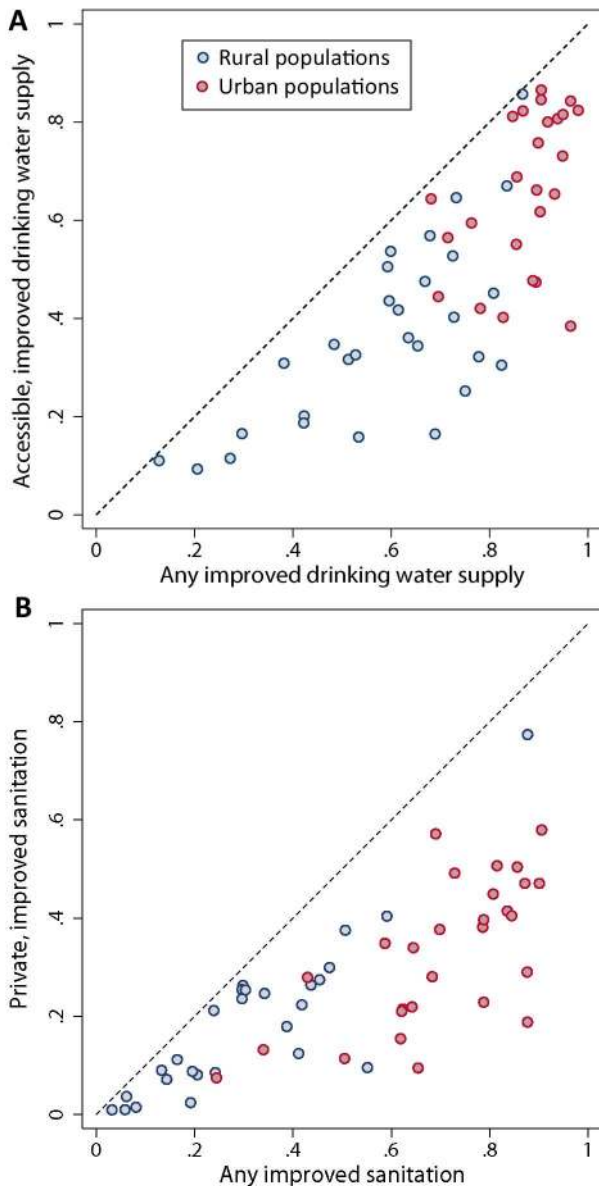 A
Rural populations
Urban populations
Accessible, improved drinking water supply
1
.8
.6
.4
.2
0
0 .2 .4 .6 .8 1
Any improved drinking water supply
B
Private, improved sanitation
1
.8
.6
.4
.2
0
0 .2 .4 .6 .8 1
Any improved sanitation